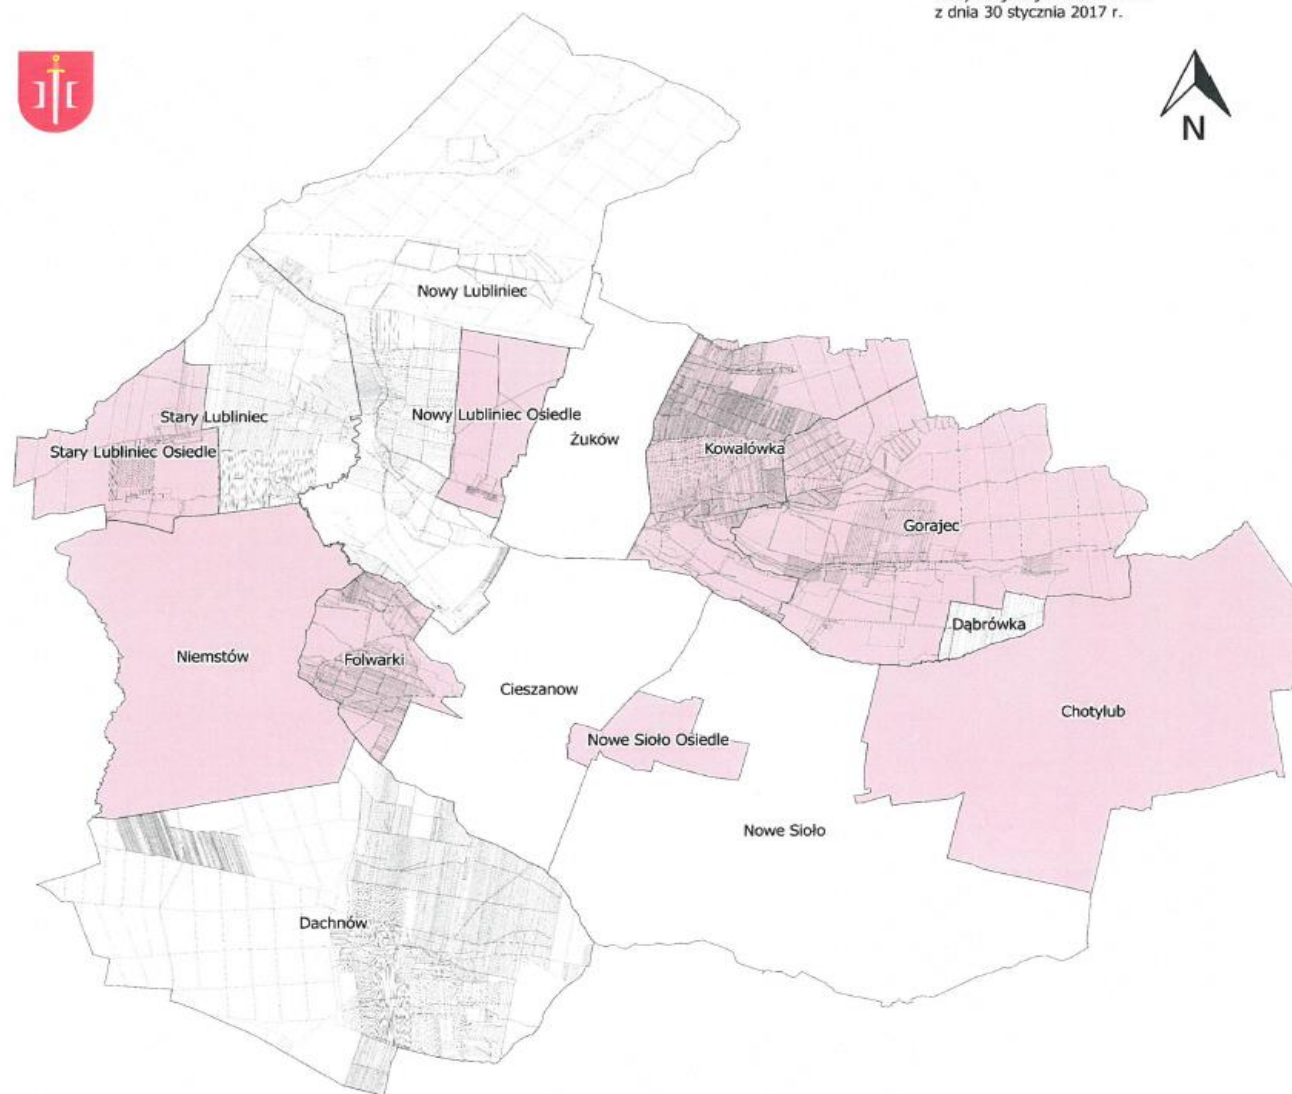 z dnia 30 stycznia 2017 r.
N
Nowy Lubliniec
Stary Lubliniec
Nowy Lubliniec Osiedle
Żuków
Kowalówka
Stary Lubliniec Osiedle
Gorajec
Dąbrówka
Niemstów
Folwarki
Cieszanow
Chotylub
Nowe Sioło Osiedle
Nowe Sioło
Dachnów